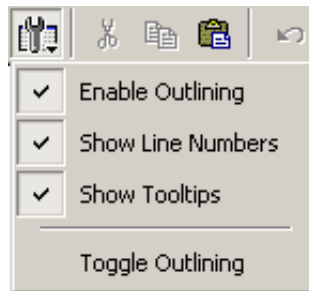 Enable Outlining
Show Line Numbers
Show Tooltips
Toggle Outlining